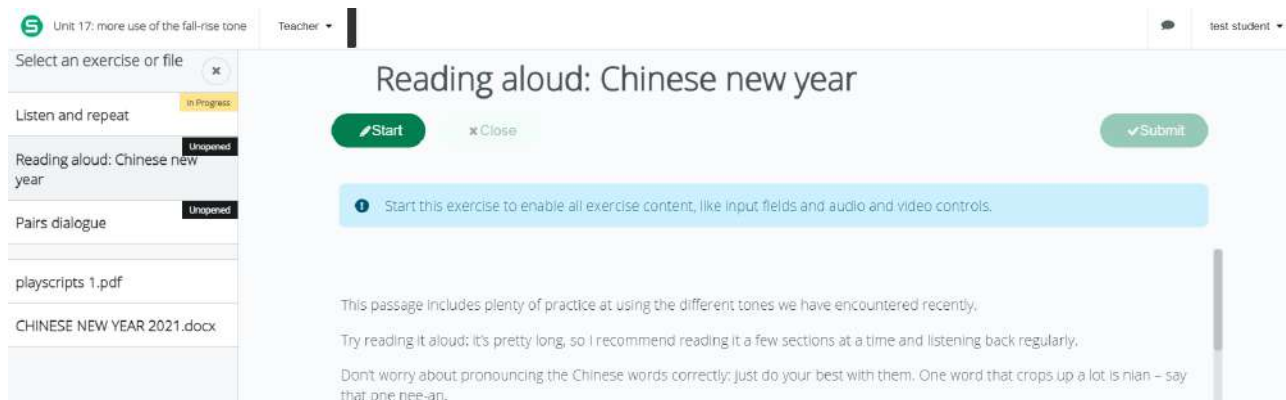 S Unit 17: more use of the fall-rise tone Teacher test student
Select an exercise or file
×
In Progress
Listen and repeat
Unopened
Reading aloud: Chinese new
year
Unopened
Pairs dialogue
playscripts 1.pdf
CHINESE NEW YEAR 2021.docx
Reading aloud: Chinese new year
Start × Close Submit
Start this exercise to enable all exercise content, like input fields and audio and video controls.
This passage includes plenty of practice at using the different tones we have encountered recently.
Try reading it aloud: it's pretty long, so I recommend reading it a few sections at a time and listening back regularly.
Don't worry about pronouncing the Chinese words correctly: just do your best with them. One word that crops up a lot is nian – say
that one nee-an.